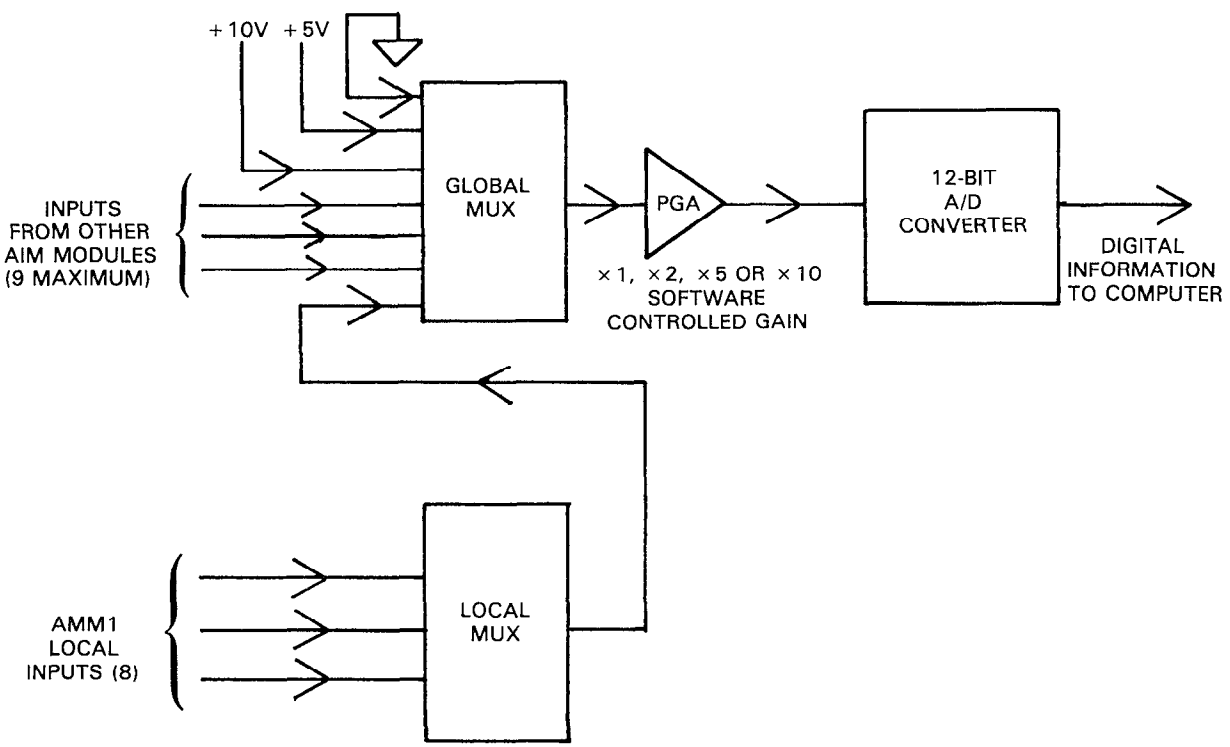 +10V +5V
GLOBAL
MUX
PGA
12-BIT
A/D
CONVERTER
INPUTS
FROM OTHER
AIM MODULES
(9 MAXIMUM)
×1, ×2, ×5 OR ×10
SOFTWARE
CONTROLLED GAIN
DIGITAL
INFORMATION
TO COMPUTER
AMM1
LOCAL
INPUTS (8)
LOCAL
MUX